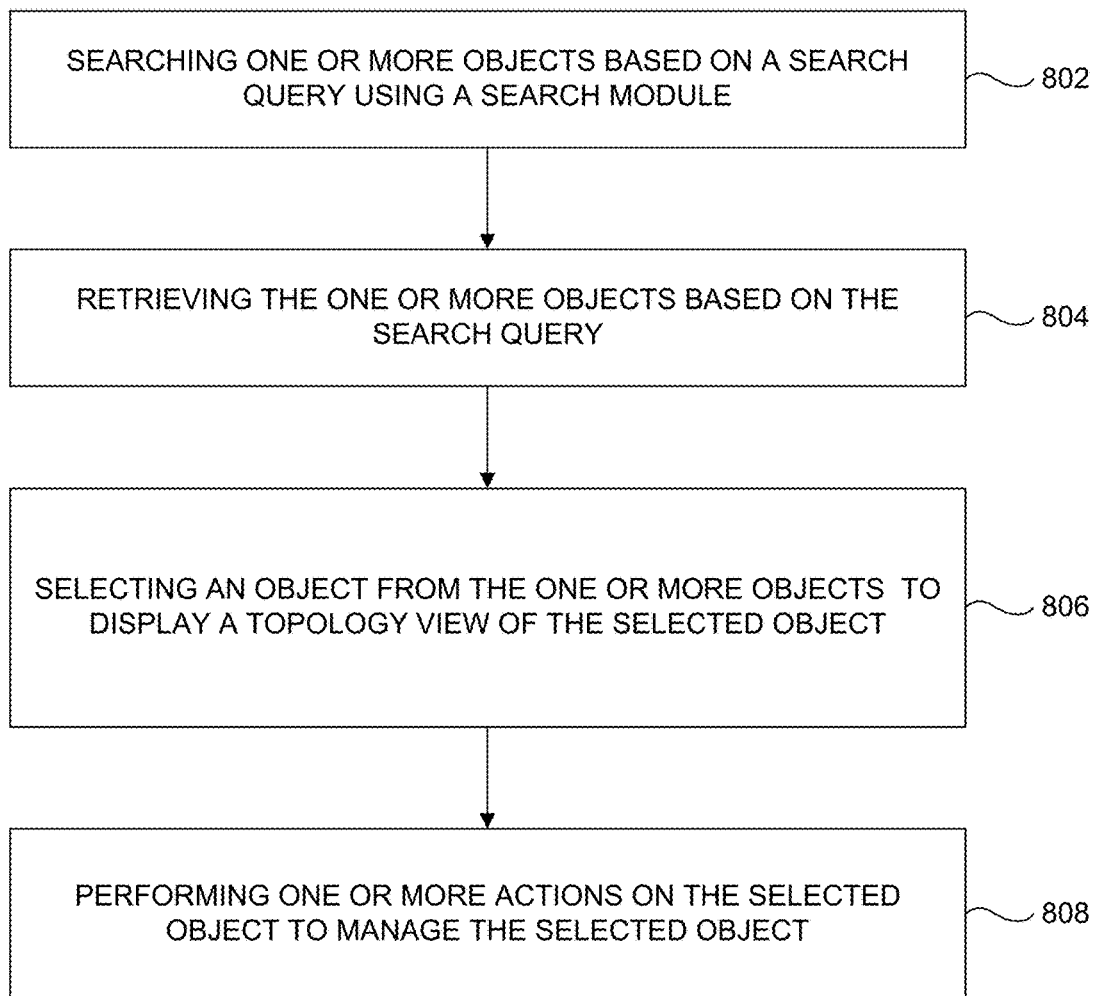 SEARCHING ONE OR MORE OBJECTS BASED ON A SEARCH
QUERY USING A SEARCH MODULE
802
RETRIEVING THE ONE OR MORE OBJECTS BASED ON THE
SEARCH QUERY
804
SELECTING AN OBJECT FROM THE ONE OR MORE OBJECTS TO
DISPLAY A TOPOLOGY VIEW OF THE SELECTED OBJECT
806
PERFORMING ONE OR MORE ACTIONS ON THE SELECTED
OBJECT TO MANAGE THE SELECTED OBJECT
808